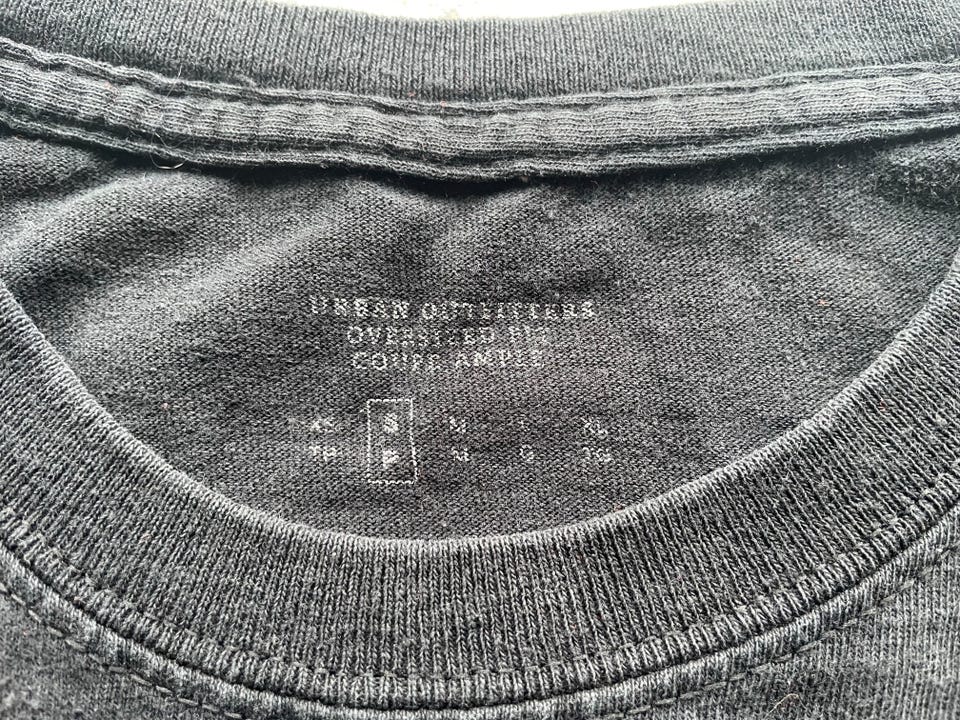 URBAN OUTFITTERS
OVERSIZED FIT
COUPE AMPLE
XS S M L XL
TP P M G TG